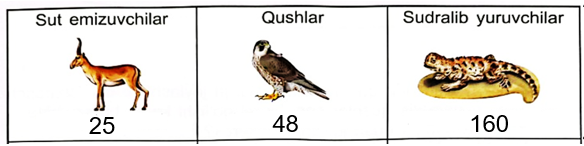 Sut emizuvchilar
Qushlar
Sudralib yuruvchilar
25
48
160